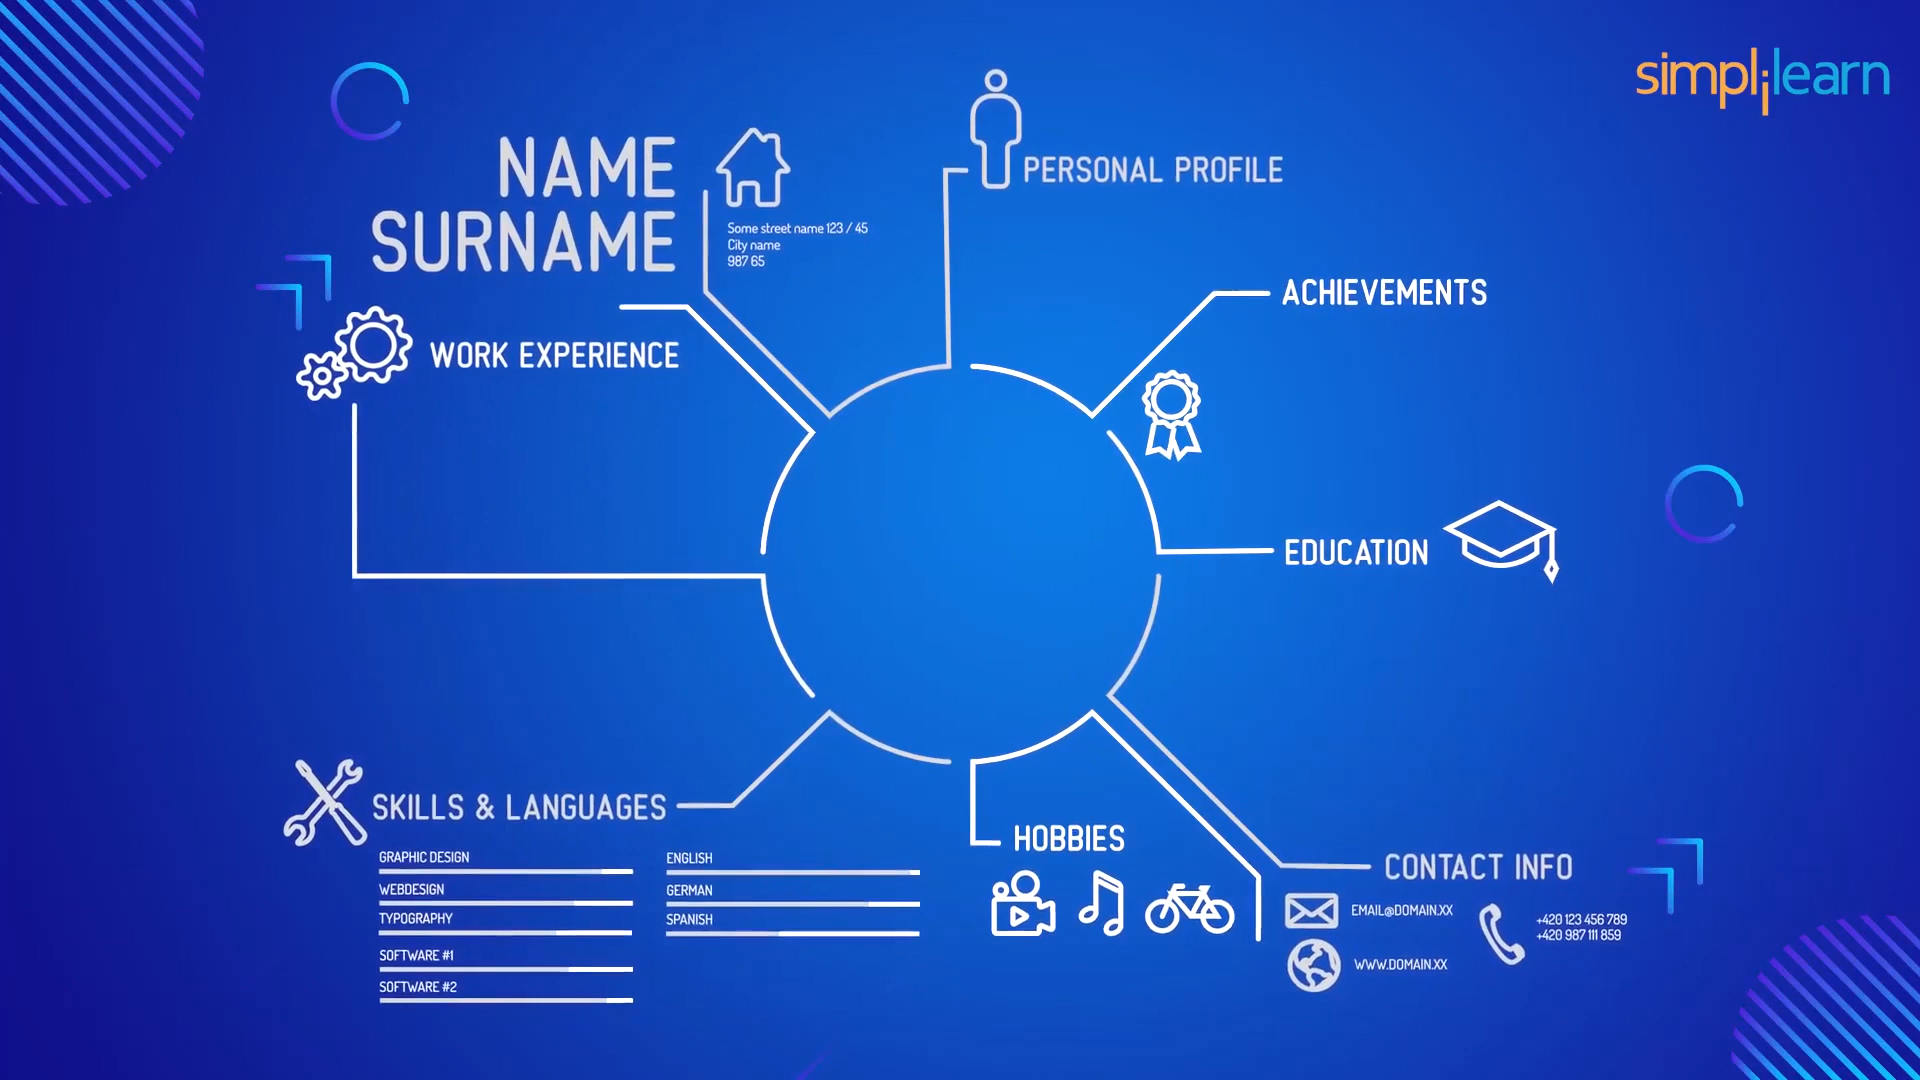 simplilearn
NAME
SURNAME
Some street name 123 / 45
City name
987 65
PERSONAL PROFILE
ACHIEVEMENTS
WORK EXPERIENCE
EDUCATION
SKILLS & LANGUAGES
GRAPHIC DESIGN
WEBDESIGN
TYPOGRAPHY
SOFTWARE #1
SOFTWARE #2
ENGLISH
GERMAN
SPANISH
HOBBIES
CONTACT INFO
EMAIL@DOMAIN.XX
WWW.DOMAIN.XX
+420 123 456 789
+420 987 111 859